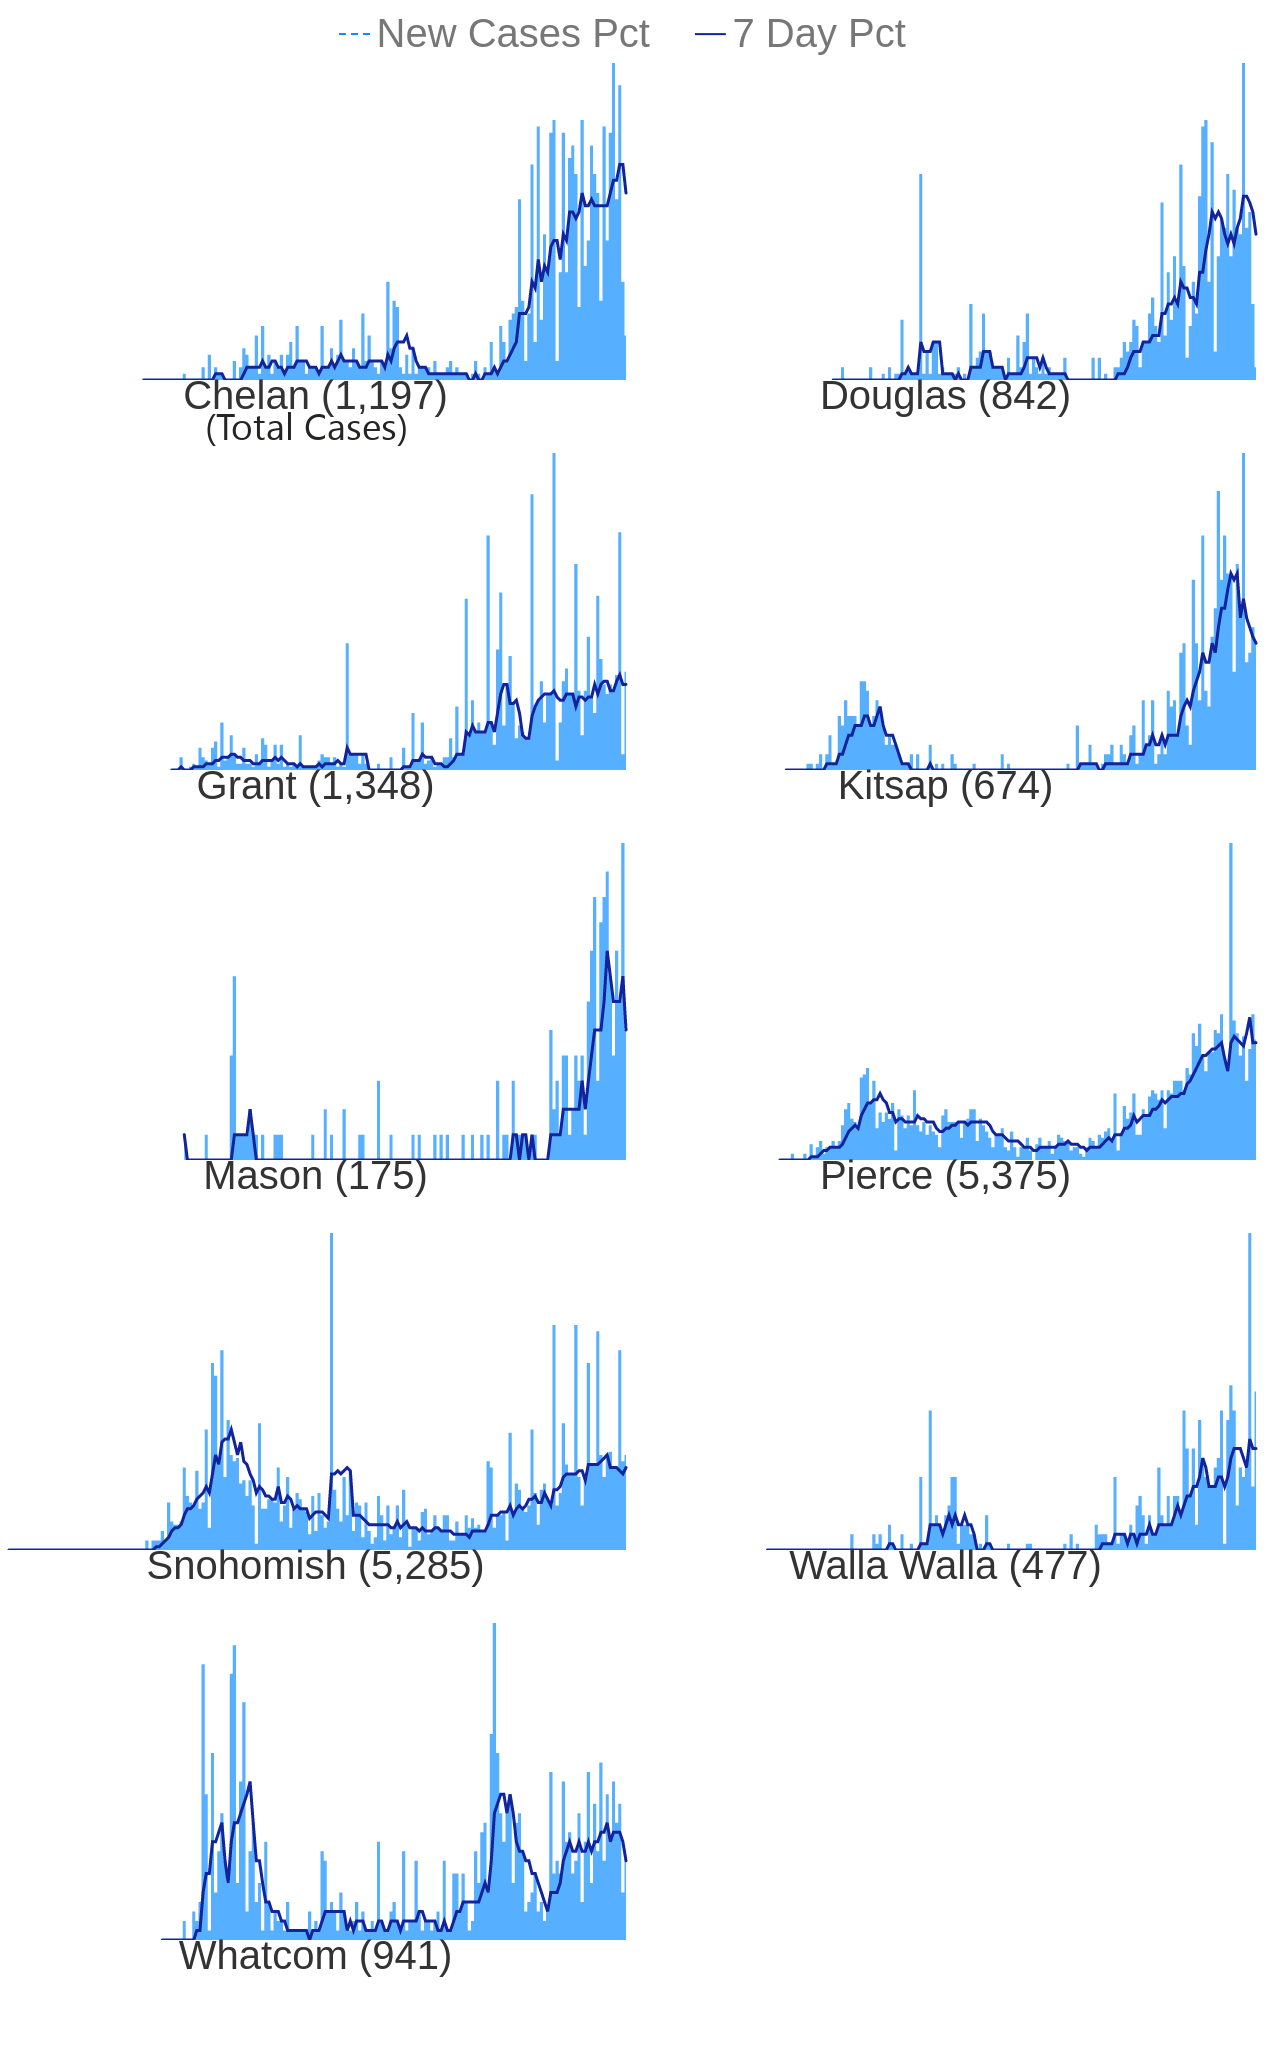 New Cases Pct 7 Day Pct
Chelan (1,197)
(Total Cases)
Douglas (842)
Grant (1,348)
Kitsap (674)
Mason (175)
Pierce (5,375)
Snohomish (5,285)
Walla Walla (477)
Whatcom (941)